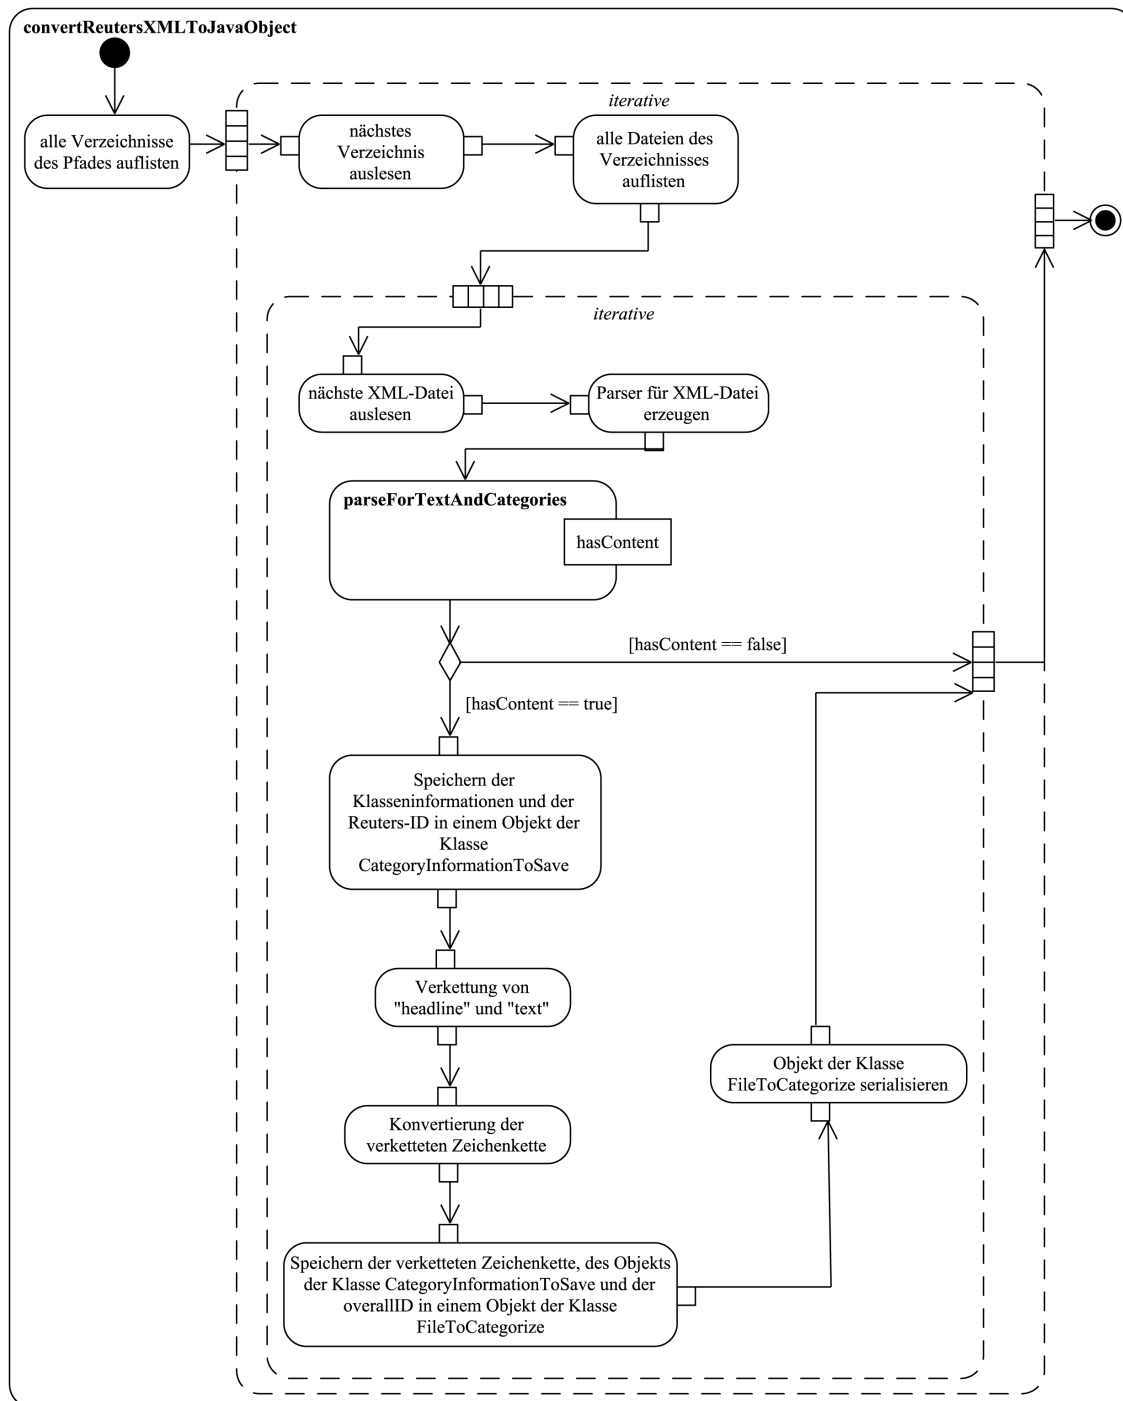 convertReutersXMLToJavaObject
iterative
alle Verzeichnisse
des Pfades auflisten
nächstes
Verzeichnis
auslesen
alle Dateien des
Verzeichnisses
auflisten
iterative
nächste XML-Datei
auslesen
Parser für XML-Datei
erzeugen
parseForTextAndCategories
hasContent
[hasContent == false]
[hasContent == true]
Speichern der
Klasseninformationen und der
Reuters-ID in einem Objekt der
Klasse
CategoryInformationToSave
Verkettung von
"headline" und "text"
Konvertierung der
verketteten Zeichenkette
Speichern der verketteten Zeichenkette, des Objekts
der Klasse CategoryInformationToSave und der
overallID in einem Objekt der Klasse
FileToCategorize
Objekt der Klasse
FileToCategorize serialisieren